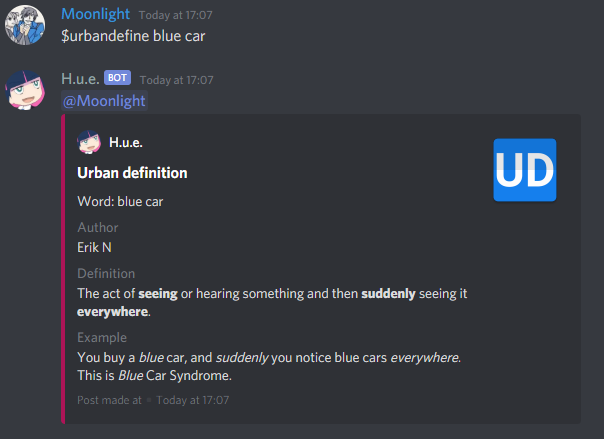 Moonlight Today at 17:07
$urbandefine blue car
H.u.e. BOT Today at 17:07
@Moonlight
H.u.e.
UD
Urban definition
Word: blue car
Author
Erik N
Definition
The act of seeing or hearing something and then suddenly seeing it
everywhere.
Example
You buy a blue car, and suddenly you notice blue cars everywhere.
This is Blue Car Syndrome.
Post made at • Today at 17:07